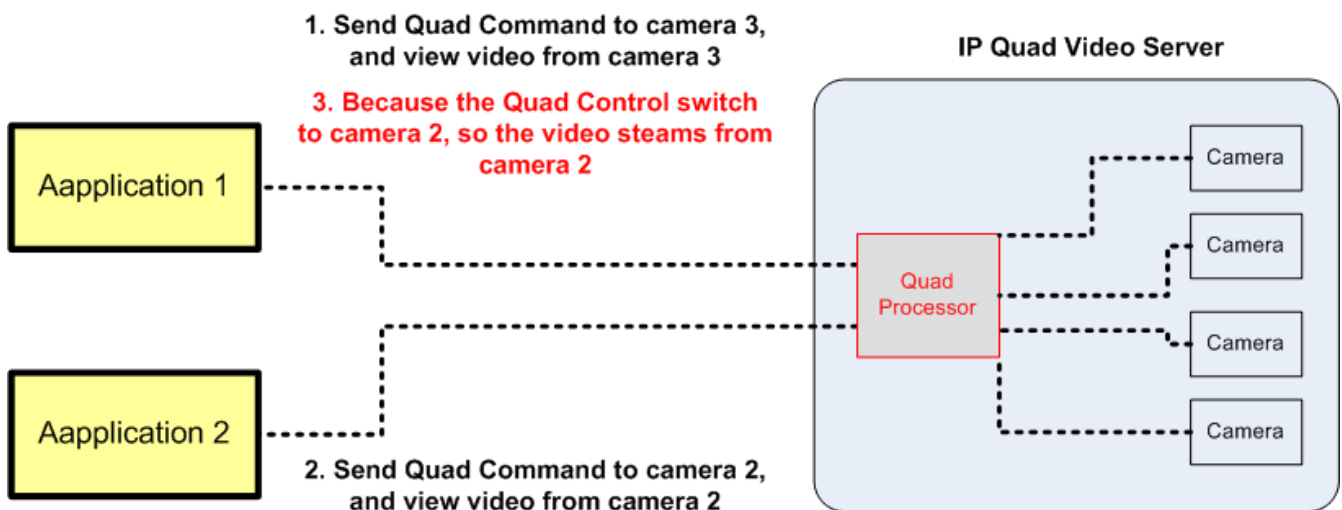 1. Send Quad Command to camera 3,
and view video from camera 3
IP Quad Video Server
3. Because the Quad Control switch
to camera 2, so the video steams from
camera 2
Aapplication 1
Camera
Camera
Quad
Processor
Camera
Camera
Aapplication 2
2. Send Quad Command to camera 2,
and view video from camera 2